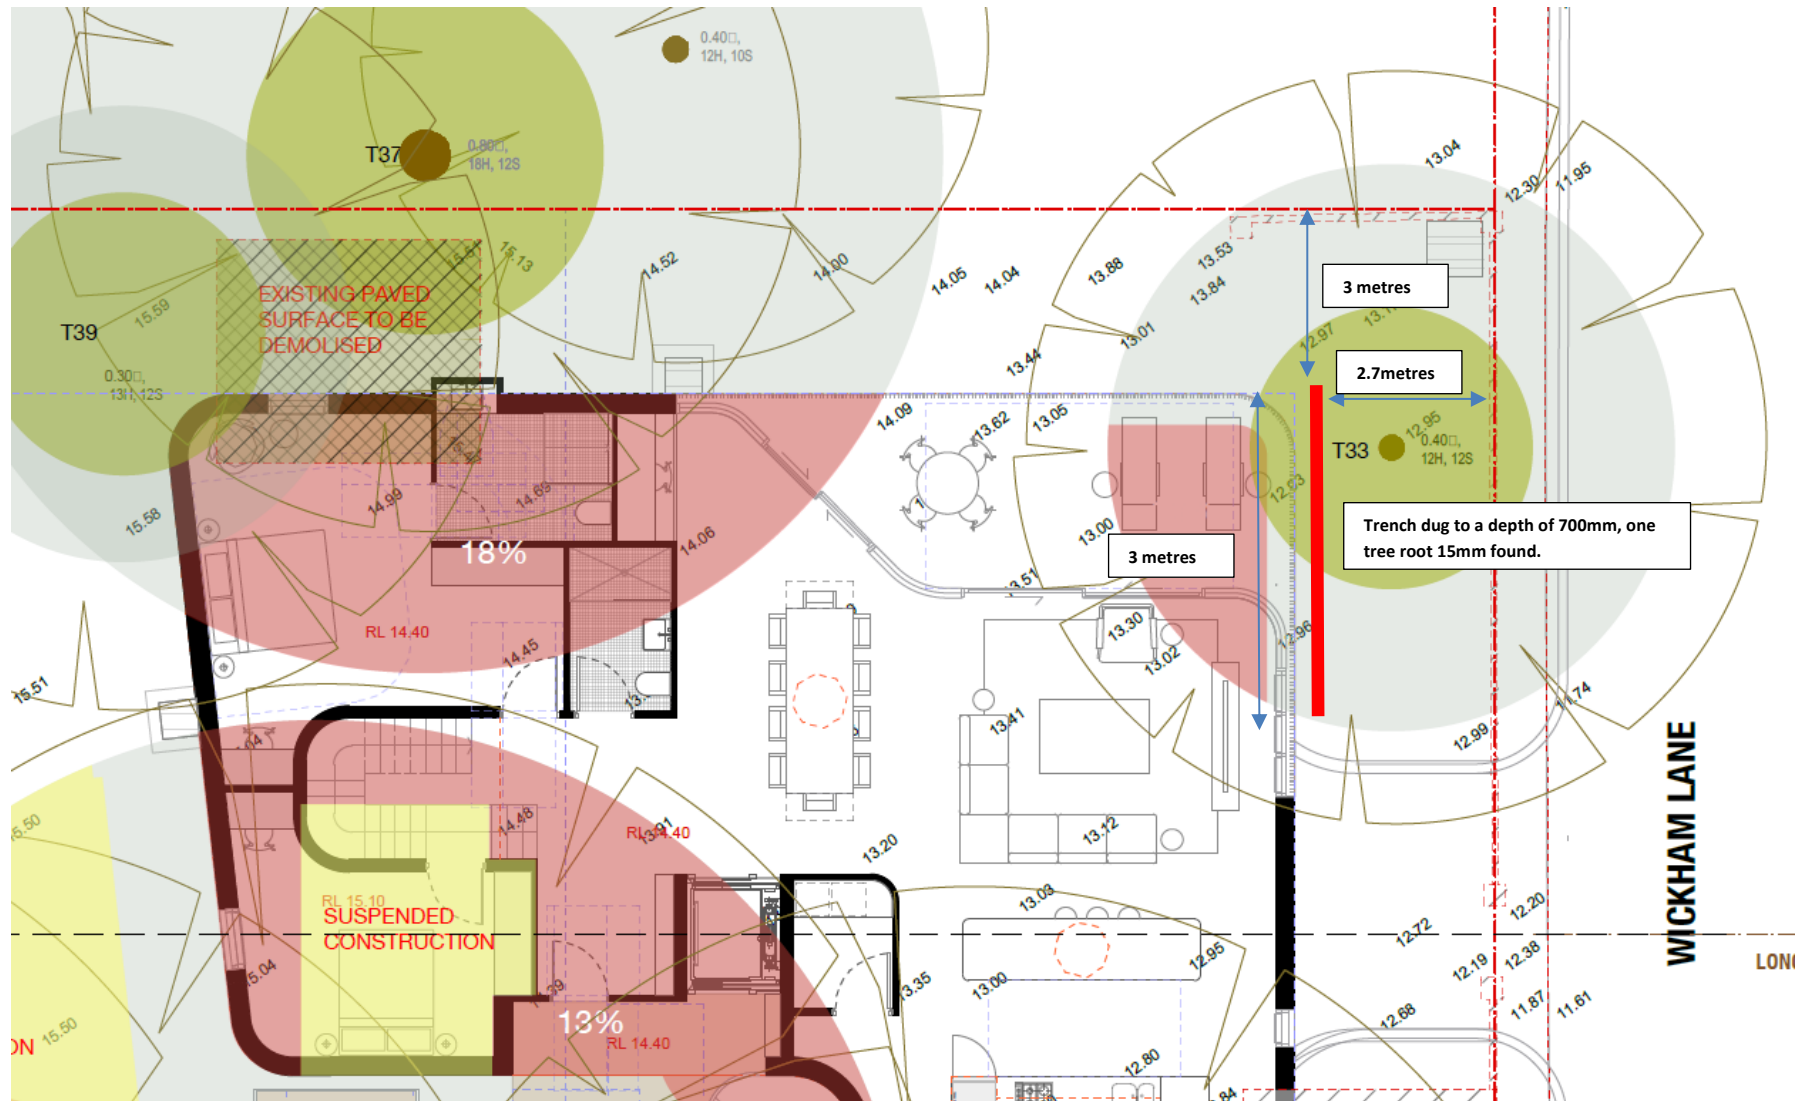 0.40▯,
12H, 10S
T37
0.80▯,
18H, 12S
13.04
12.30
11.95
15.13
14.52
14.00
14.05
14.04
13.88
13.53
13.84
3 metres
EXISTING PAVED
SURFACE TO BE
DEMOLISED
15.59
T39
13.01
12.97
13.44
2.7metres
0.30▯,
13H, 12S
14.09
13.62
13.05
12.95
T33
0.40▯,
12H, 12S
14.99
14.69
15.58
14.06
13.00
18%
3 metres
Trench dug to a depth of 700mm, one
tree root 15mm found.
13.51
RL 14.40
14.45
13.30
13.02
12.96
15.51
13.41
11.74
12.99
WICKHAM LANE
14.48
RL 14.40
13.91
13.12
13.20
RL 15.10
SUSPENDED
CONSTRUCTION
13.03
12.20
12.72
12.95
12.19
12.38
LONG
15.04
13.35
13.00
13%
RL 14.40
15.50
11.87
11.61
12.68
ON
12.80